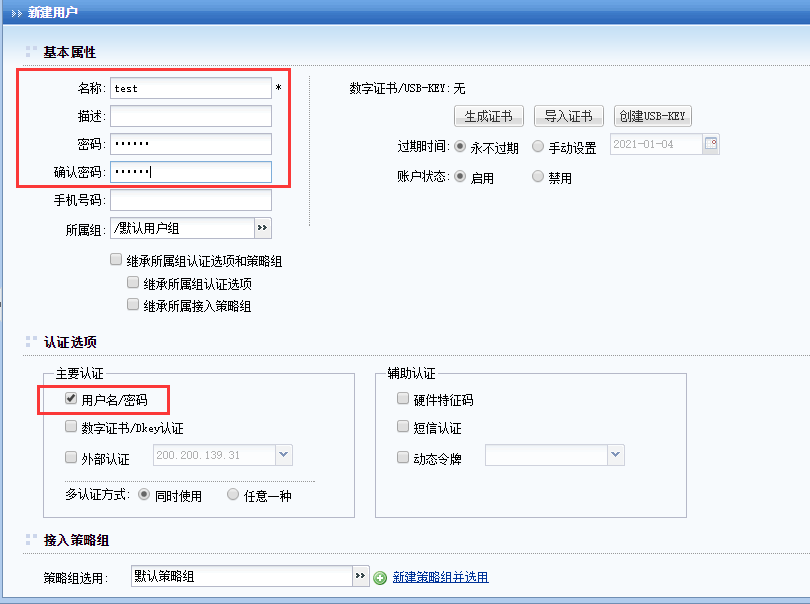 新建用户
基本属性
名称: test *
描述:
密码: ••••••
确认密码: ••••••
手机号码:
所属组: /默认用户组
继承所属组认证选项和策略组
继承所属组认证选项
继承所属接入策略组
数字证书/USB-KEY: 无
生成证书 导入证书 创建USB-KEY
过期时间: 永不过期 手动设置 2021-01-04
账户状态: 启用 禁用
认证选项
主要认证
用户名/密码
数字证书/Dkey认证
外部认证 200.200.139.31
多认证方式: 同时使用 任意一种
辅助认证
硬件特征码
短信认证
动态令牌
接入策略组
策略组选用: 默认策略组 新建策略组并选用